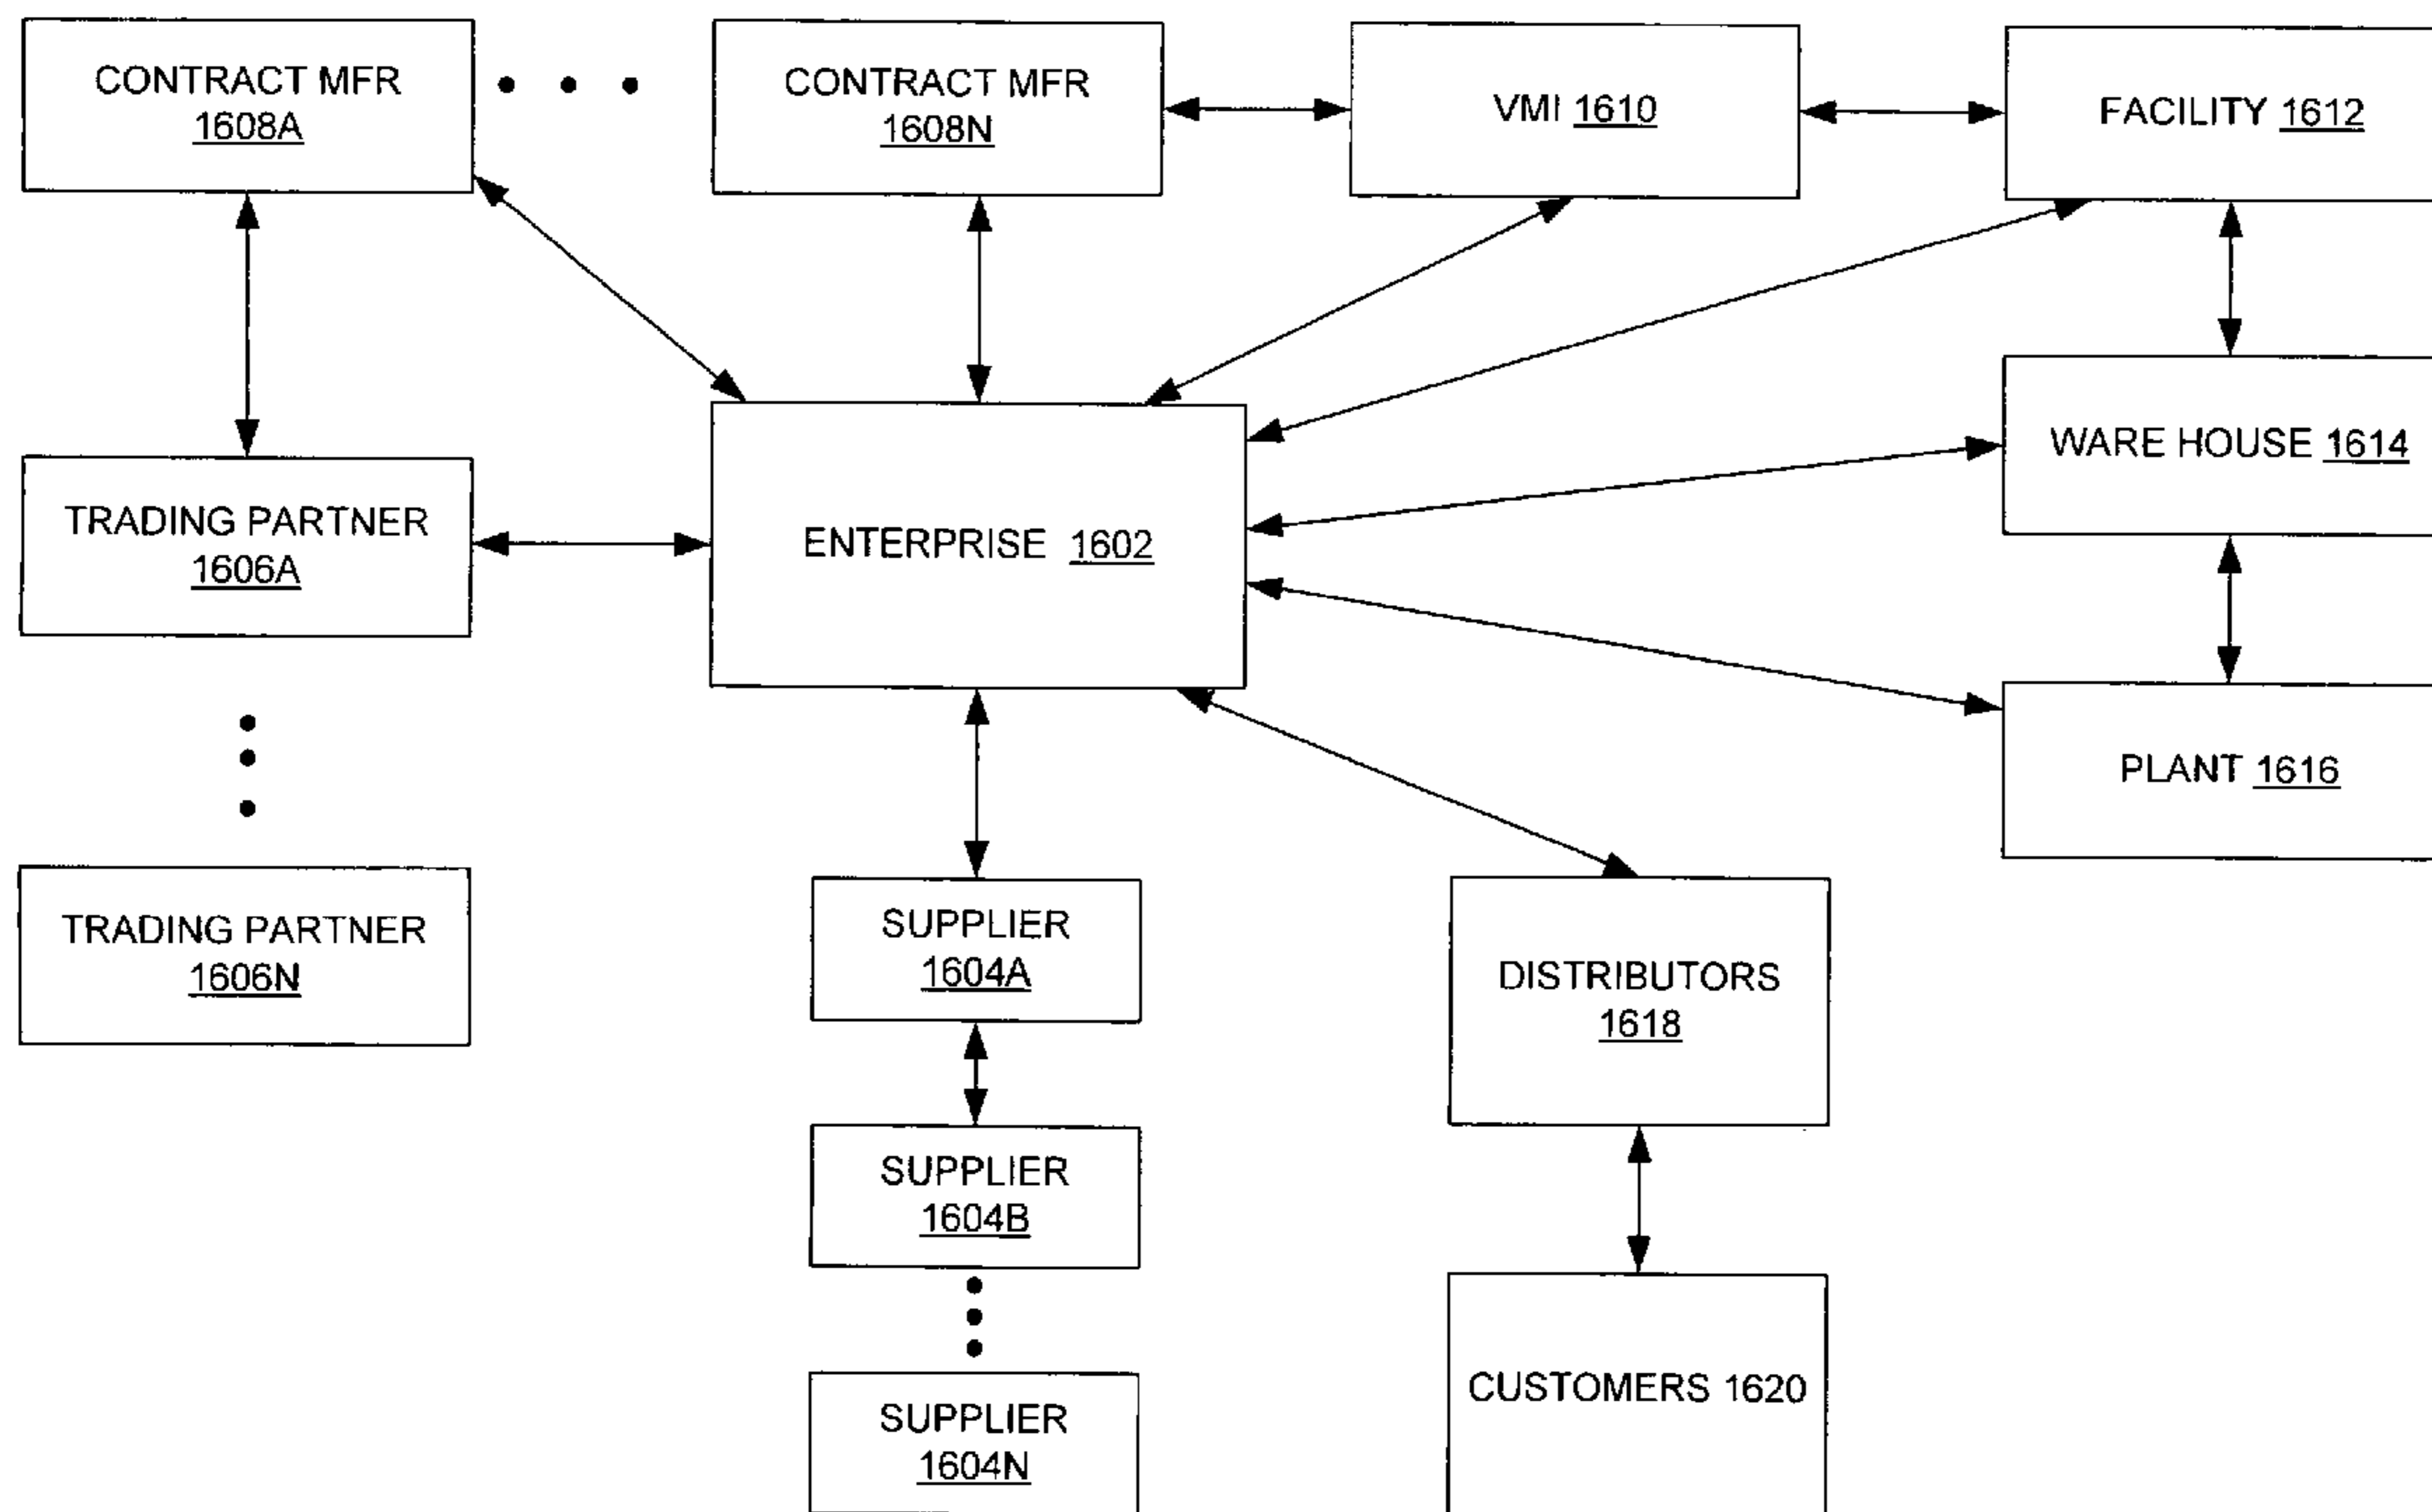 CONTRACT MFR
1608A
CONTRACT MFR
1608N
VMI 1610
FACILITY 1612
WARE HOUSE 1614
TRADING PARTNER
1606A
ENTERPRISE 1602
PLANT 1616
TRADING PARTNER
1606N
SUPPLIER
1604A
DISTRIBUTORS
1618
SUPPLIER
1604B
CUSTOMERS 1620
SUPPLIER
1604N